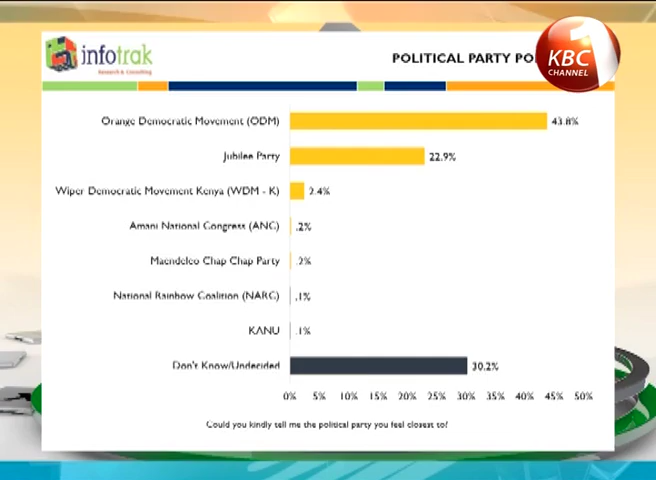 infotrak
Research & Consulting
POLITICAL PARTY
1
KBC
CHANNEL
Orange Democratic Movement (ODM) 43.8%
Jubilee Party 22.9%
Wiper Democratic Movement Kenya (WDM - K) 2.4%
Amani National Congress (ANC) .2%
Maendeleo Chap Chap Party .2%
National Rainbow Coalition (NARC) .1%
KANU .1%
Don't Know/Undecided 30.2%
0% 5% 10% 15% 20% 25% 30% 35% 40% 45% 50%
Could you kindly tell me the political party you feel closest to?